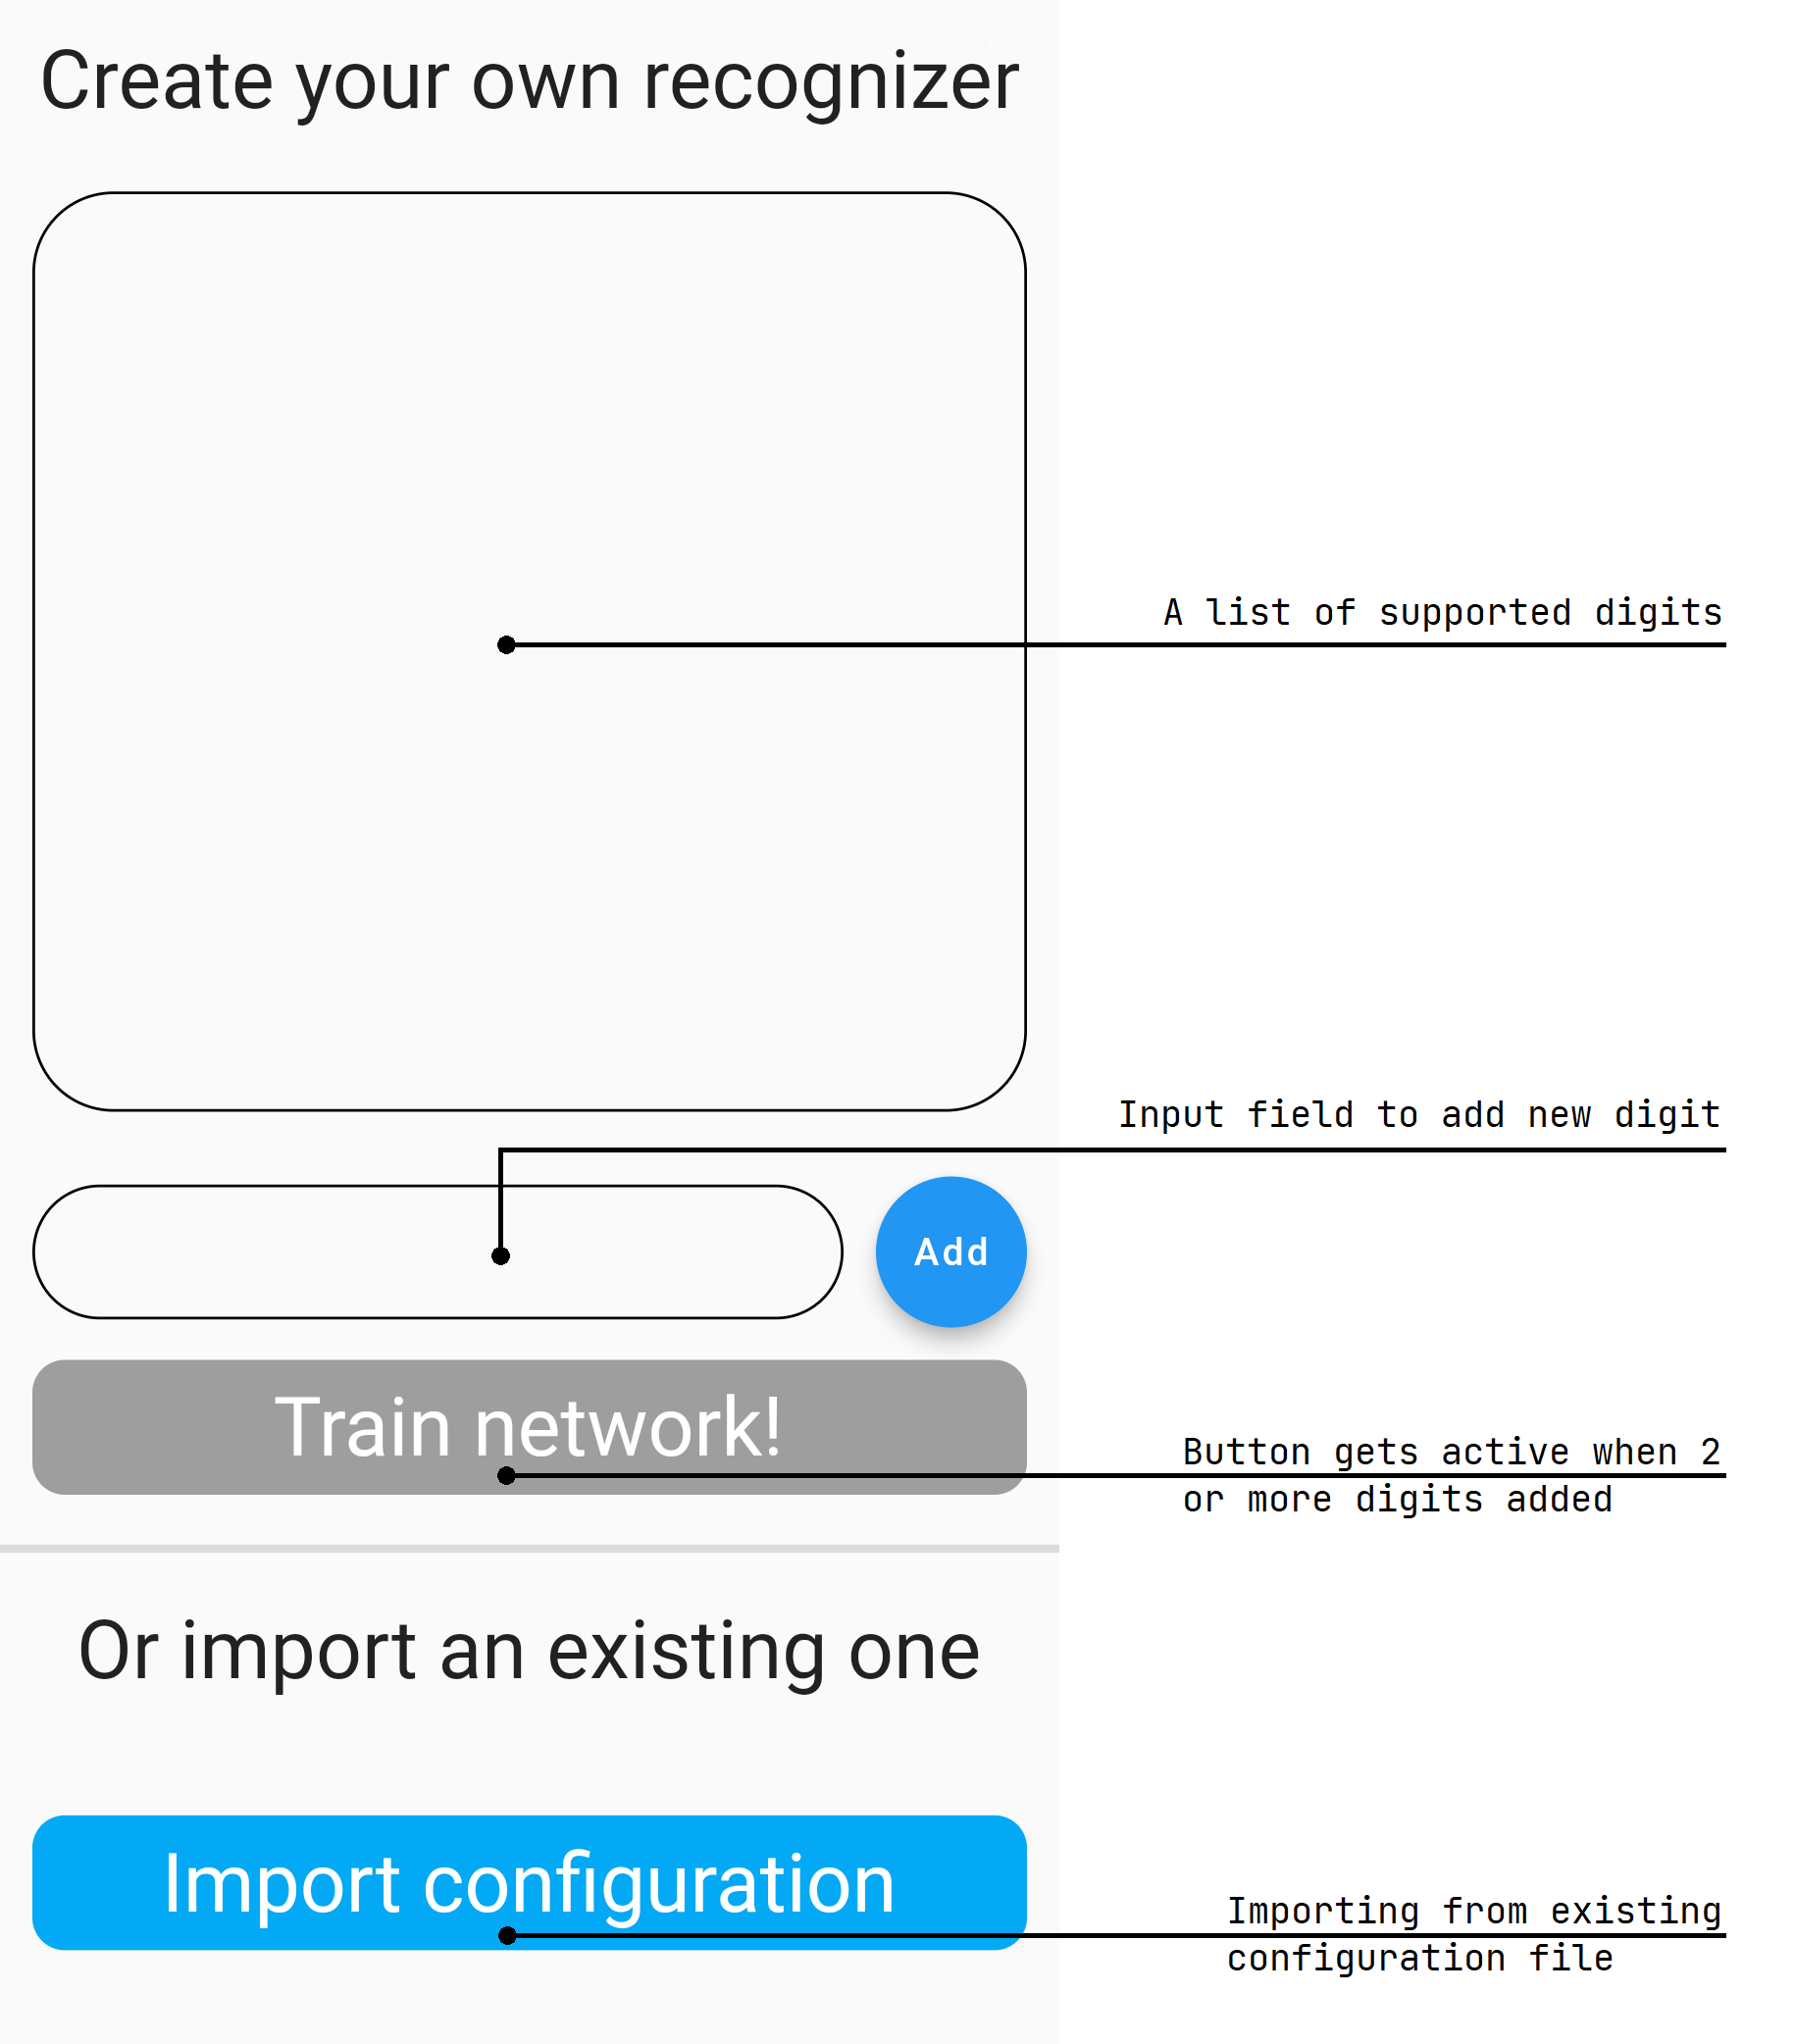 Create your own recognizer
A list of supported digits
Input field to add new digit
Add
Train network!
Button gets active when 2
or more digits added
Or import an existing one
Import configuration
Importing from existing
configuration file